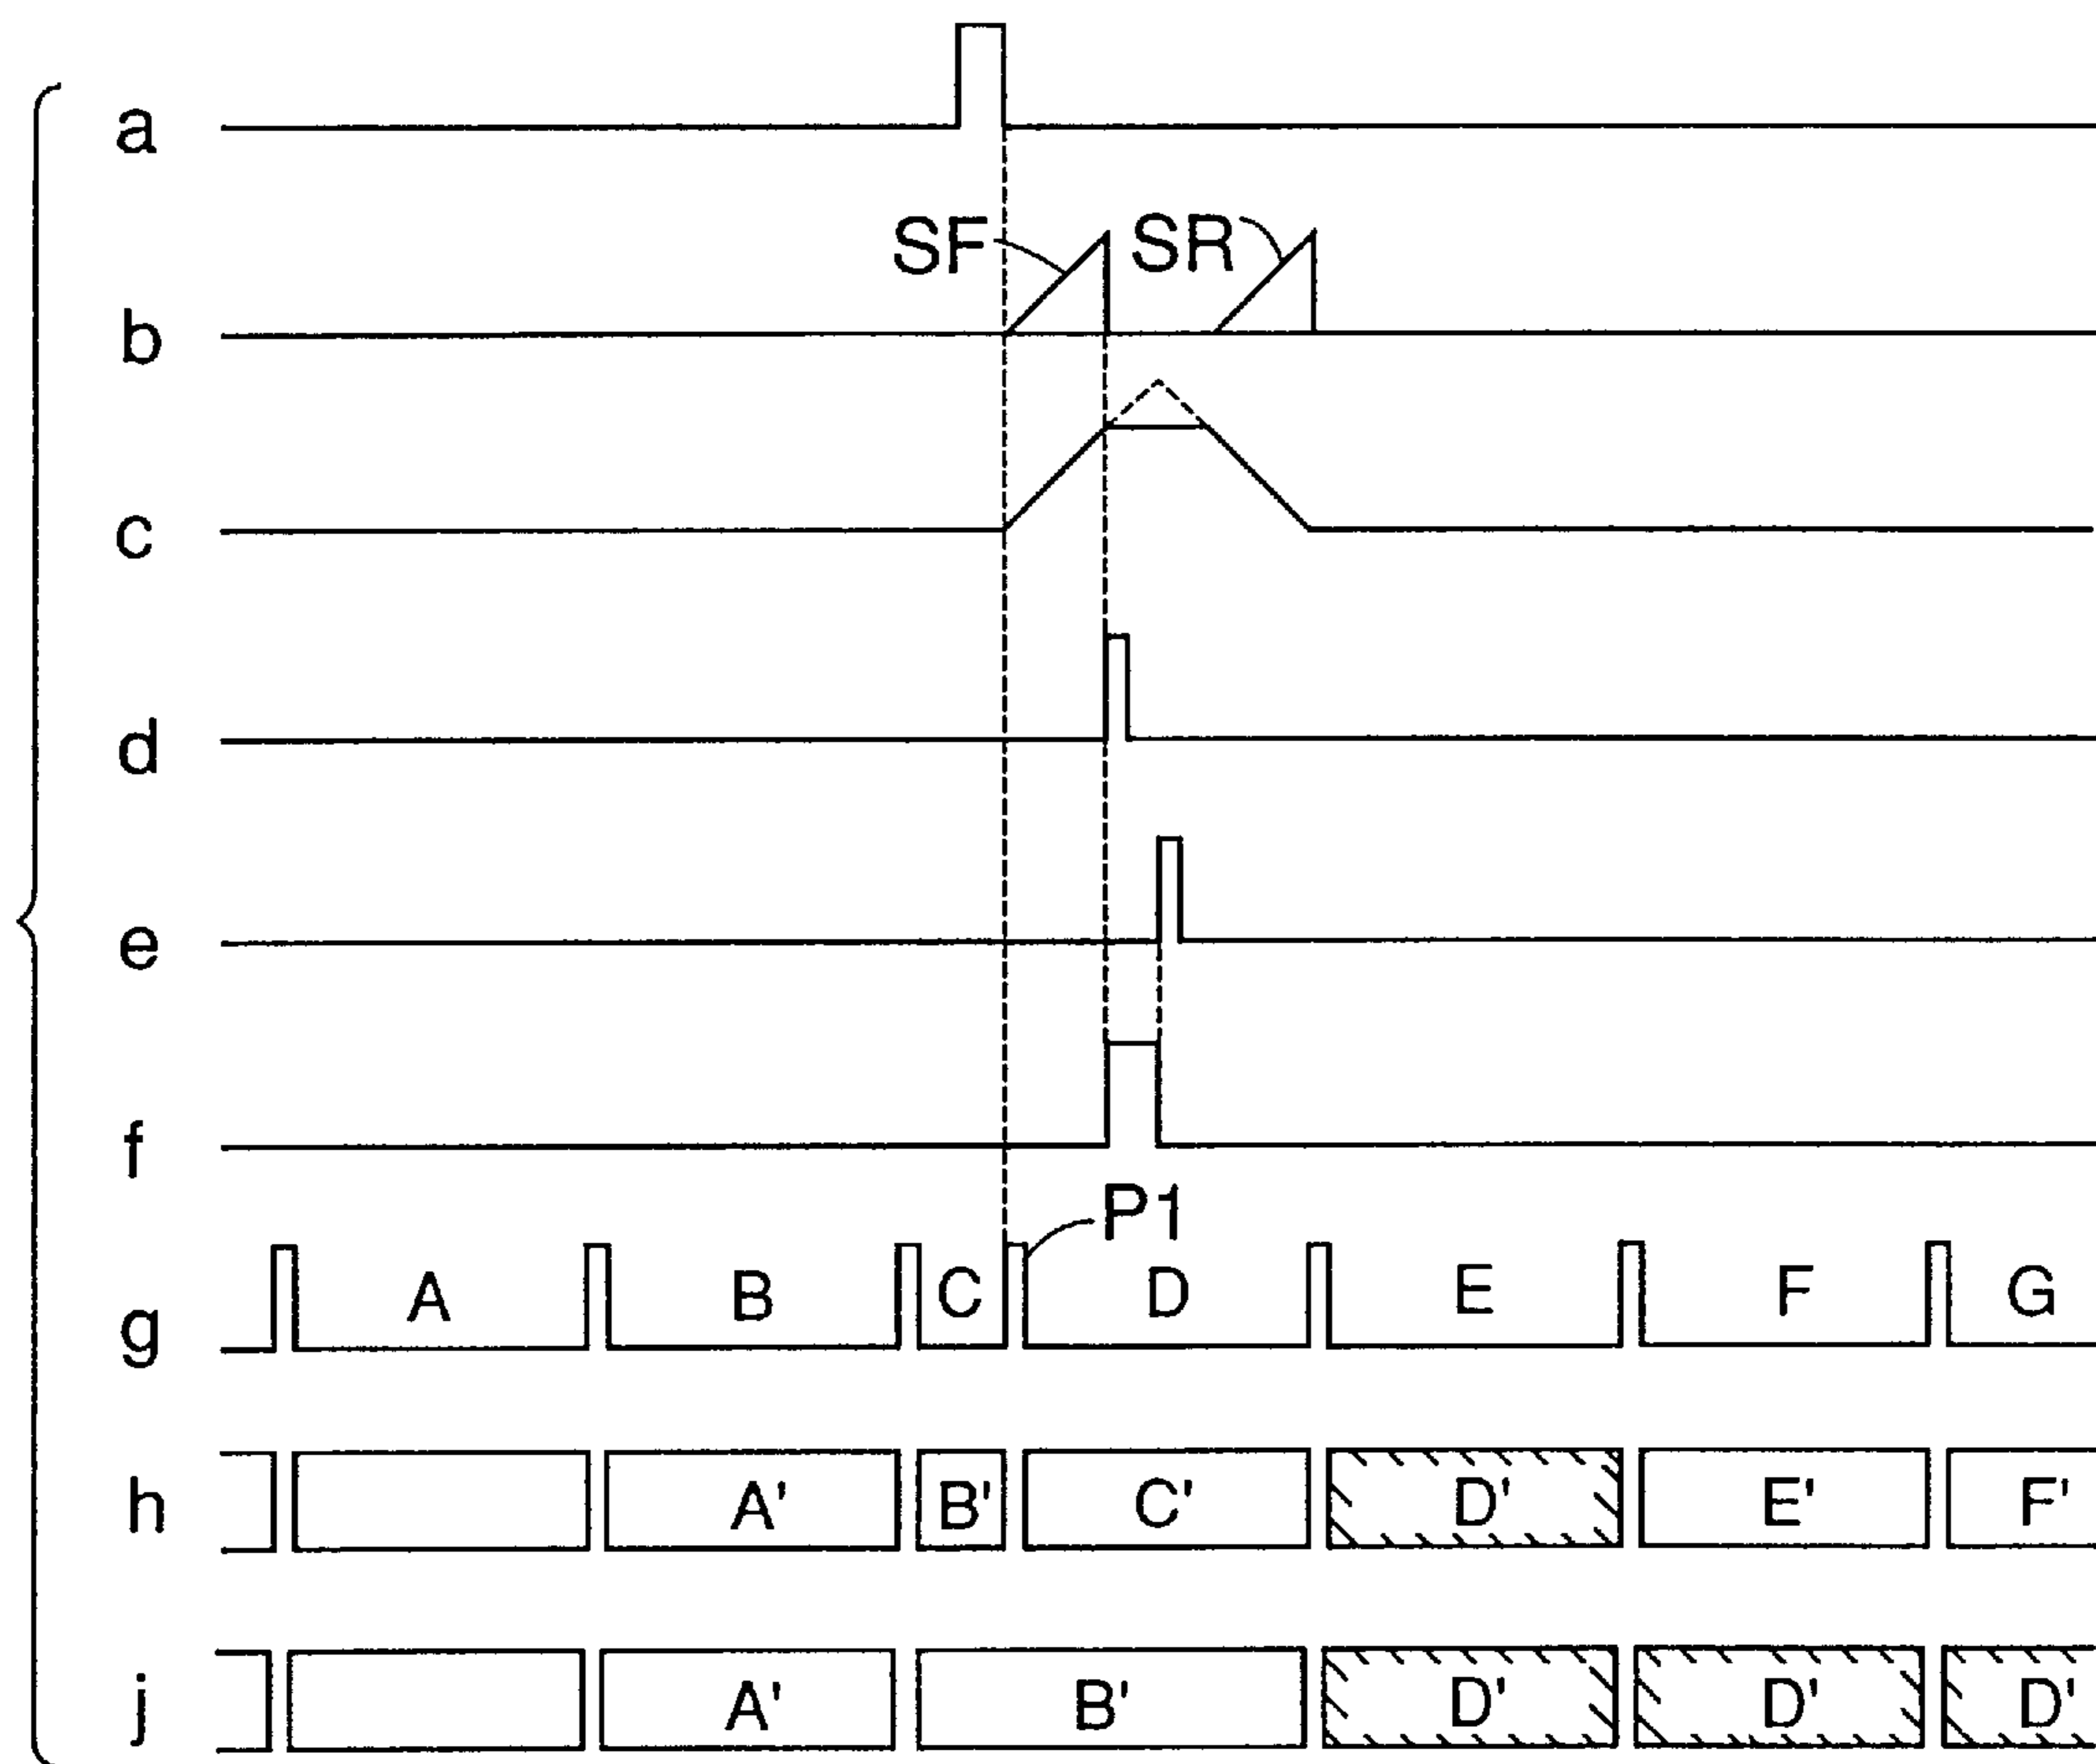 a
SF SR
b
c
d
e
f
P1
g A B C D E F G
h A' B' C' D' E' F'
j A' B' D' D' D'